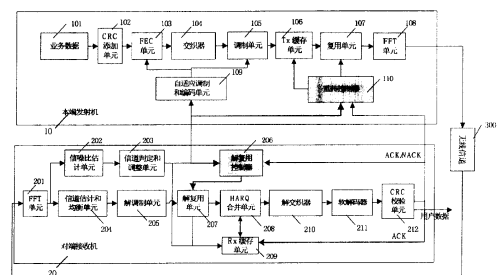 101 102 103 104 105 106 107 108
业务数据
CRC
添加
单元
FEC
单元
交织器
调制单元
Tx 缓存
单元
复用单元
FFT
单元
109
自适应调制
和编码单元
110
本端发射机
10
300
无线信道
202 203 206
信噪比估
计单元
信道判定和
调整单元
解复用
控制器
ACK/NACK
201
FFT
单元
信道估计和
均衡单元
204
解调制单元
205
解复用
单元
207
HARQ
合并单元
208
解交织器
210
软解码器
211
CRC
校验
单元
212
用户数据
Rx缓存
单元
209
ACK
对端接收机
20